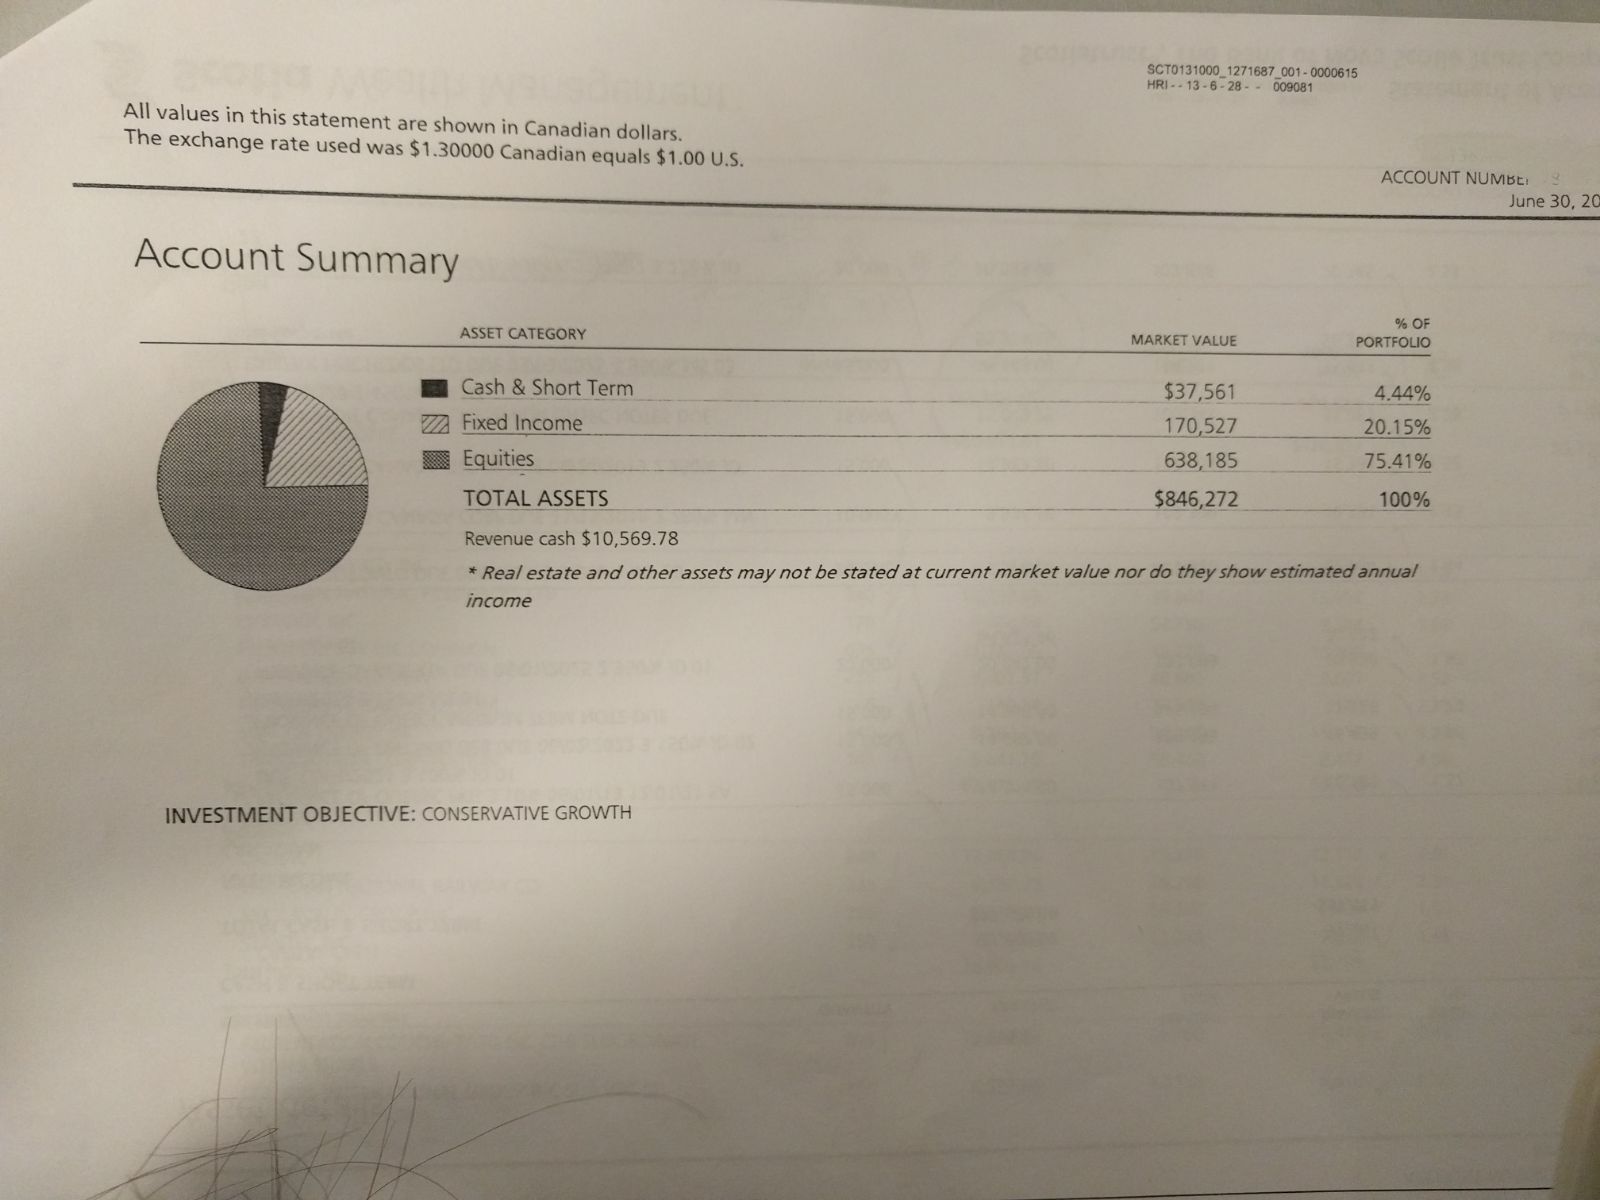 SCT0131000_1271687_001 - 0000615
HRI - - 13 - 6 - 28 - - 009081
All values in this statement are shown in Canadian dollars.
The exchange rate used was $1.30000 Canadian equals $1.00 U.S.
ACCOUNT
June 30, 20
Account Summary
ASSET CATEGORY MARKET VALUE % OF PORTFOLIO
Cash & Short Term $37,561 4.44%
Fixed Income 170,527 20.15%
Equities 638,185 75.41%
TOTAL ASSETS $846,272 100%
Revenue cash $10,569.78
* Real estate and other assets may not be stated at current market value nor do they show estimated annual
income
INVESTMENT OBJECTIVE: CONSERVATIVE GROWTH